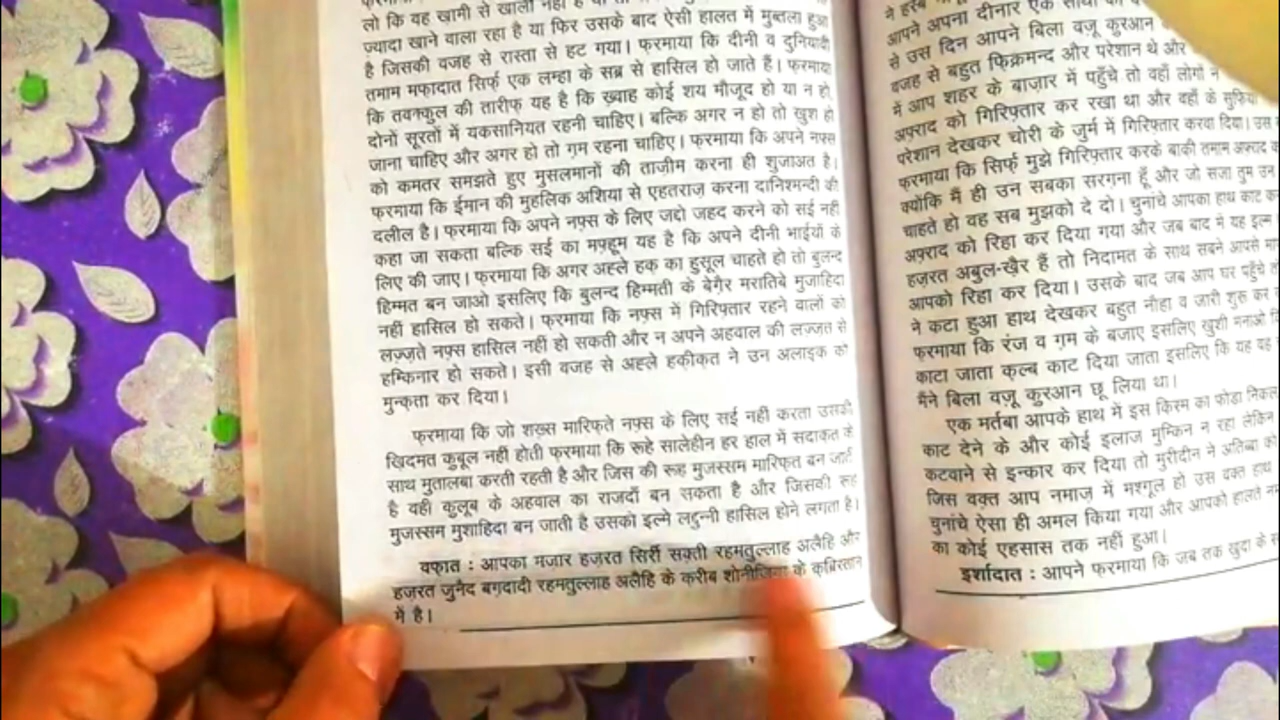 लो कि वह ख़ामी से ख़ाली नहीं है या
ज़्यादा खाने वाला रहा है या फिर उसके बाद ऐसी हालत में मुब्तला हुआ
है जिसकी वजह से रास्ता से हट गया। फ़रमाया कि दीनी व दुनियावी
तमाम मफ़ादात सिर्फ़ एक लम्हा के सब्र से हासिल हो जाते हैं। फ़रमाया
कि तवक्कुल की तारीफ़ यह है कि ख़्वाह कोई शय मौजूद हो या न हो,
दोनों सूरतों में यकसानियत रहनी चाहिए। बल्कि अगर न हो तो ख़ुश हो
जाना चाहिए और अगर हो तो ग़म रहना चाहिए। फ़रमाया कि अपने नफ़्स
को कमतर समझते हुए मुसलमानों की ताज़ीम करना ही शुजाअत है।
फ़रमाया कि ईमान की मुहलिक अशिया से एहतराज़ करना दानिशमन्दी की
दलील है। फ़रमाया कि अपने नफ़्स के लिए जद्दो जहद करने को सई नहीं
कहा जा सकता बल्कि सई का मफ़्हूम यह है कि अपने दीनी भाईयों के
लिए की जाए। फ़रमाया कि अगर अहले हक़ का हुसूल चाहते हो तो बुलन्द
हिम्मत बन जाओ इसलिए कि बुलन्द हिम्मती के बेग़ैर मरातिबे मुजाहिदा
नहीं हासिल हो सकते। फ़रमाया कि नफ़्स में गिरिफ़्तार रहने वालों को
लज़्ज़ते नफ़्स हासिल नहीं हो सकती और न अपने अहवाल की लज़्ज़त से
हम्किनार हो सकते। इसी वजह से अहले हक़ीक़त ने उन अलाइक़ को
मुन्क़ता कर दिया।
फ़रमाया कि जो शख़्स मारिफ़ते नफ़्स के लिए सई नहीं करता उसकी
ख़िदमत क़ुबूल नहीं होती फ़रमाया कि रूहे सालेहीन हर हाल में सदाक़त के
साथ मुतालबा करती रहती है और जिस की रूह मुजस्सम मारिफ़त बन जाती
है वही क़ुलूब के अहवाल का राज़दाँ बन सकता है और जिसकी रूह
मुजस्सम मुशाहिदा बन जाती है उसको इल्मे लदुन्नी हासिल होने लगता है।
वफ़ात : आपका मज़ार हज़रत सिर्री सक़्ती रहमतुल्लाह अलैहि और
हज़रत जुनैद बग़दादी रहमतुल्लाह अलैहि के क़रीब के क़ब्रिस्तान
में है।
आपने अपना दीनार एक साथी
से उस दिन आपने बिला वज़ू क़ुरआन
वजह से बहुत फ़िक्रमन्द और परेशान थे और
में आप शहर के बाज़ार में पहुँचे तो वहाँ लोगों ने
अफ़्राद को गिरिफ़्तार कर रखा था और वहाँ के
परेशान देखकर चोरी के जुर्म में गिरिफ़्तार करवा दिया।
फ़रमाया कि सिर्फ़ मुझे गिरिफ़्तार करके बाक़ी तमाम अफ़्राद
क्योंकि मैं ही उन सबका सरग़ना हूँ और जो सज़ा तुम उन
चाहते हो वह सब मुझको दे दो। चुनांचे आपका हाथ काट
अफ़्राद को रिहा कर दिया गया और जब बाद में यह इल्म
हज़रत अबुल-ख़ैर हैं तो निदामत के साथ सबने आपसे
आपको रिहा कर दिया। उसके बाद जब आप घर पहुँचे
ने कटा हुआ हाथ देखकर बहुत नौहा व ज़ारी शुरू कर
फ़रमाया कि रंज व ग़म के बजाए इसलिए ख़ुशी मनाओ
काटा जाता क़ल्ब काट दिया जाता इसलिए कि यह वह
मैंने बिला वज़ू क़ुरआन छू लिया था।
एक मर्तबा आपके हाथ में इस क़िस्म का फोड़ा
काट देने के और कोई इलाज मुम्किन न रहा लेकिन
कटवाने से इन्कार कर दिया तो मुरीदीन ने अतिब्बा
जिस वक़्त आप नमाज़ में मश्ग़ूल हों उस वक़्त हाथ
चुनांचे ऐसा ही अमल किया गया और आपको हालते
का कोई एहसास तक नहीं हुआ।
इर्शादात : आपने फ़रमाया कि जब तक ख़ुदा के